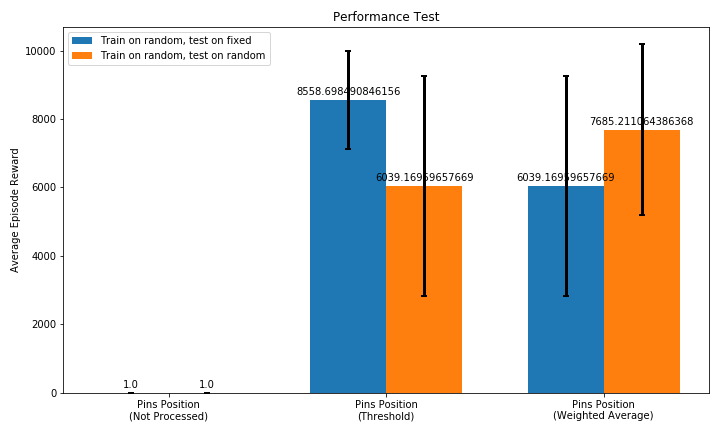 Performance Test
Train on random, test on fixed
Train on random, test on random
Average Episode Reward
10000
8000
6000
4000
2000
0
1.0
1.0
8558.698490846156
6039.16959657669
6039.16959657669
7685.211064386368
Pins Position
(Not Processed)
Pins Position
(Threshold)
Pins Position
(Weighted Average)